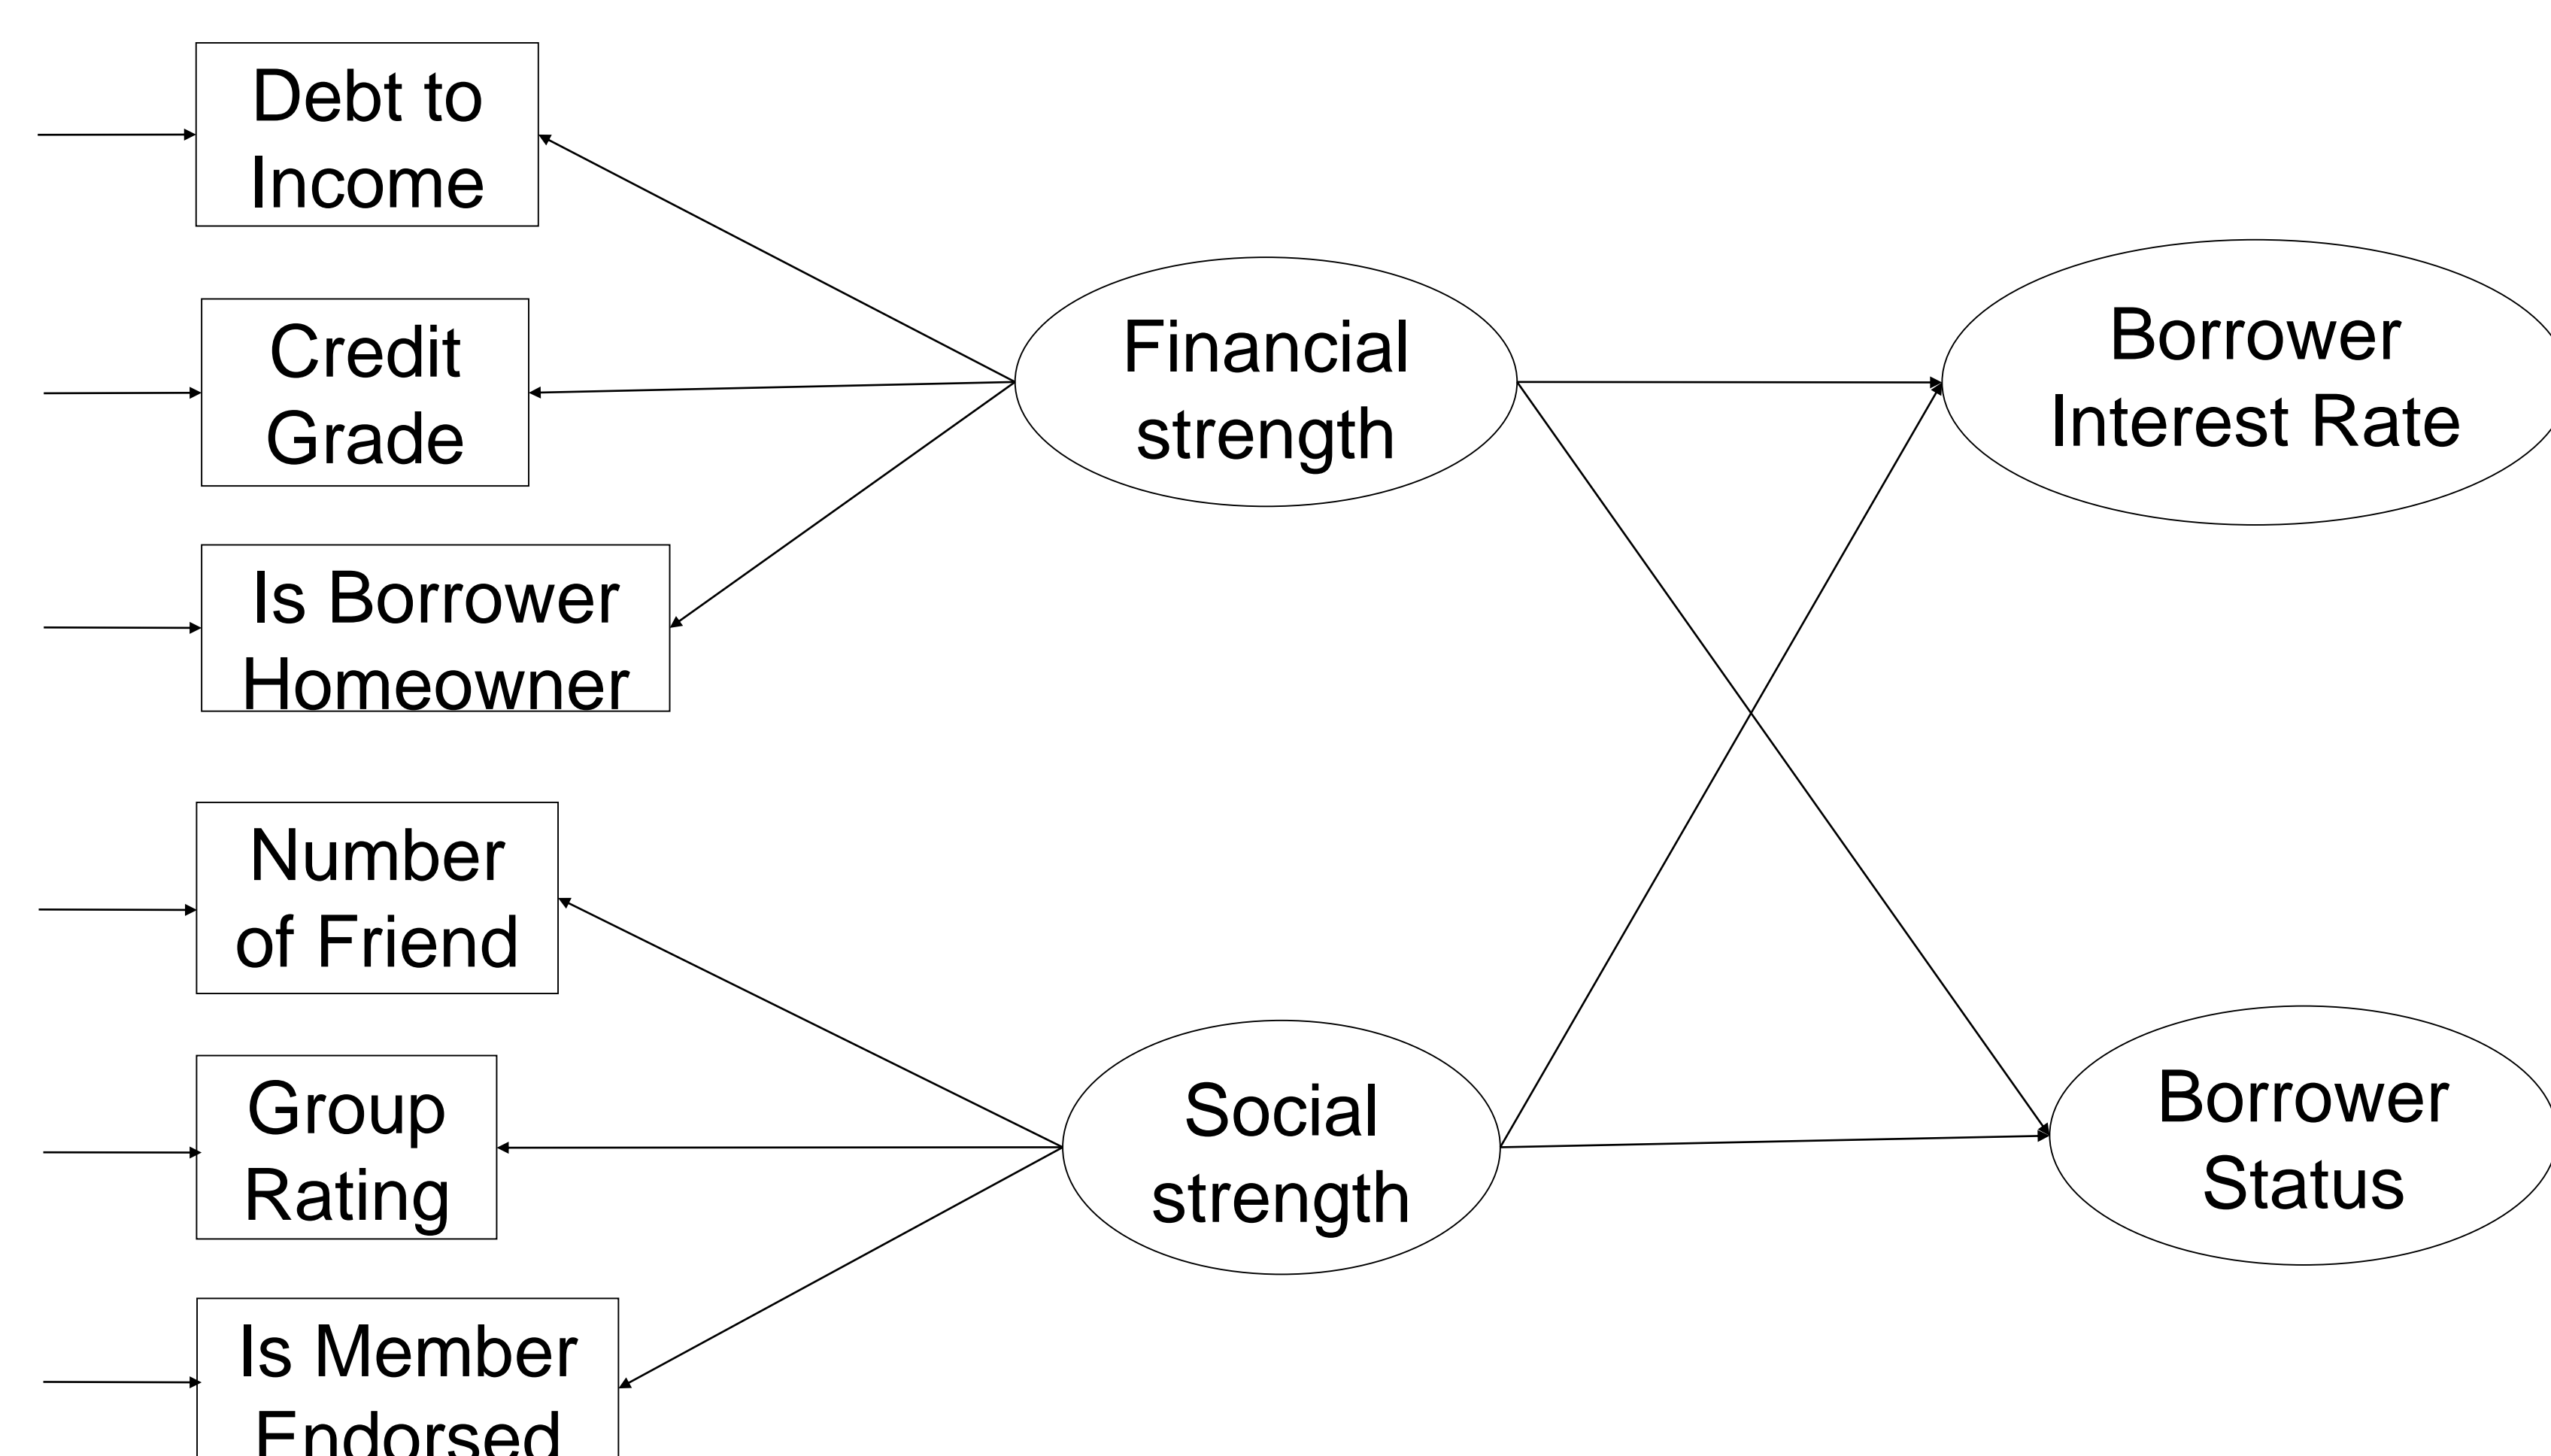 Debt to
Income
Credit
Grade
Is Borrower
Homeowner
Number
of Friend
Group
Rating
Is Member
Endorsed
Financial
strength
Social
strength
Borrower
Interest Rate
Borrower
Status